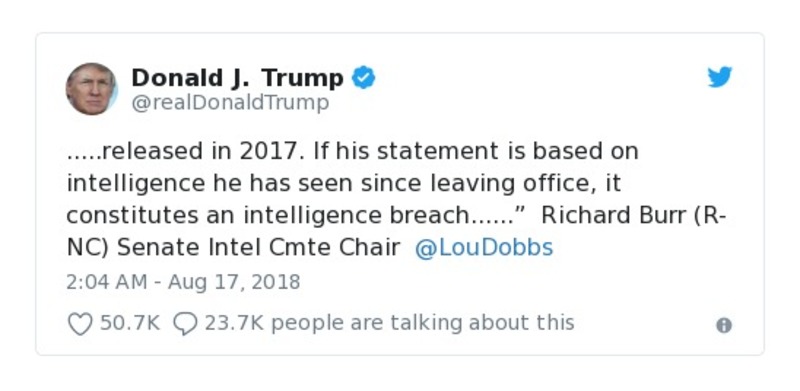 Donald J. Trump
@realDonaldTrump
.....released in 2017. If his statement is based on
intelligence he has seen since leaving office, it
constitutes an intelligence breach......”  Richard Burr (R-
NC) Senate Intel Cmte Chair  @LouDobbs
2:04 AM - Aug 17, 2018
50.7K 23.7K people are talking about this